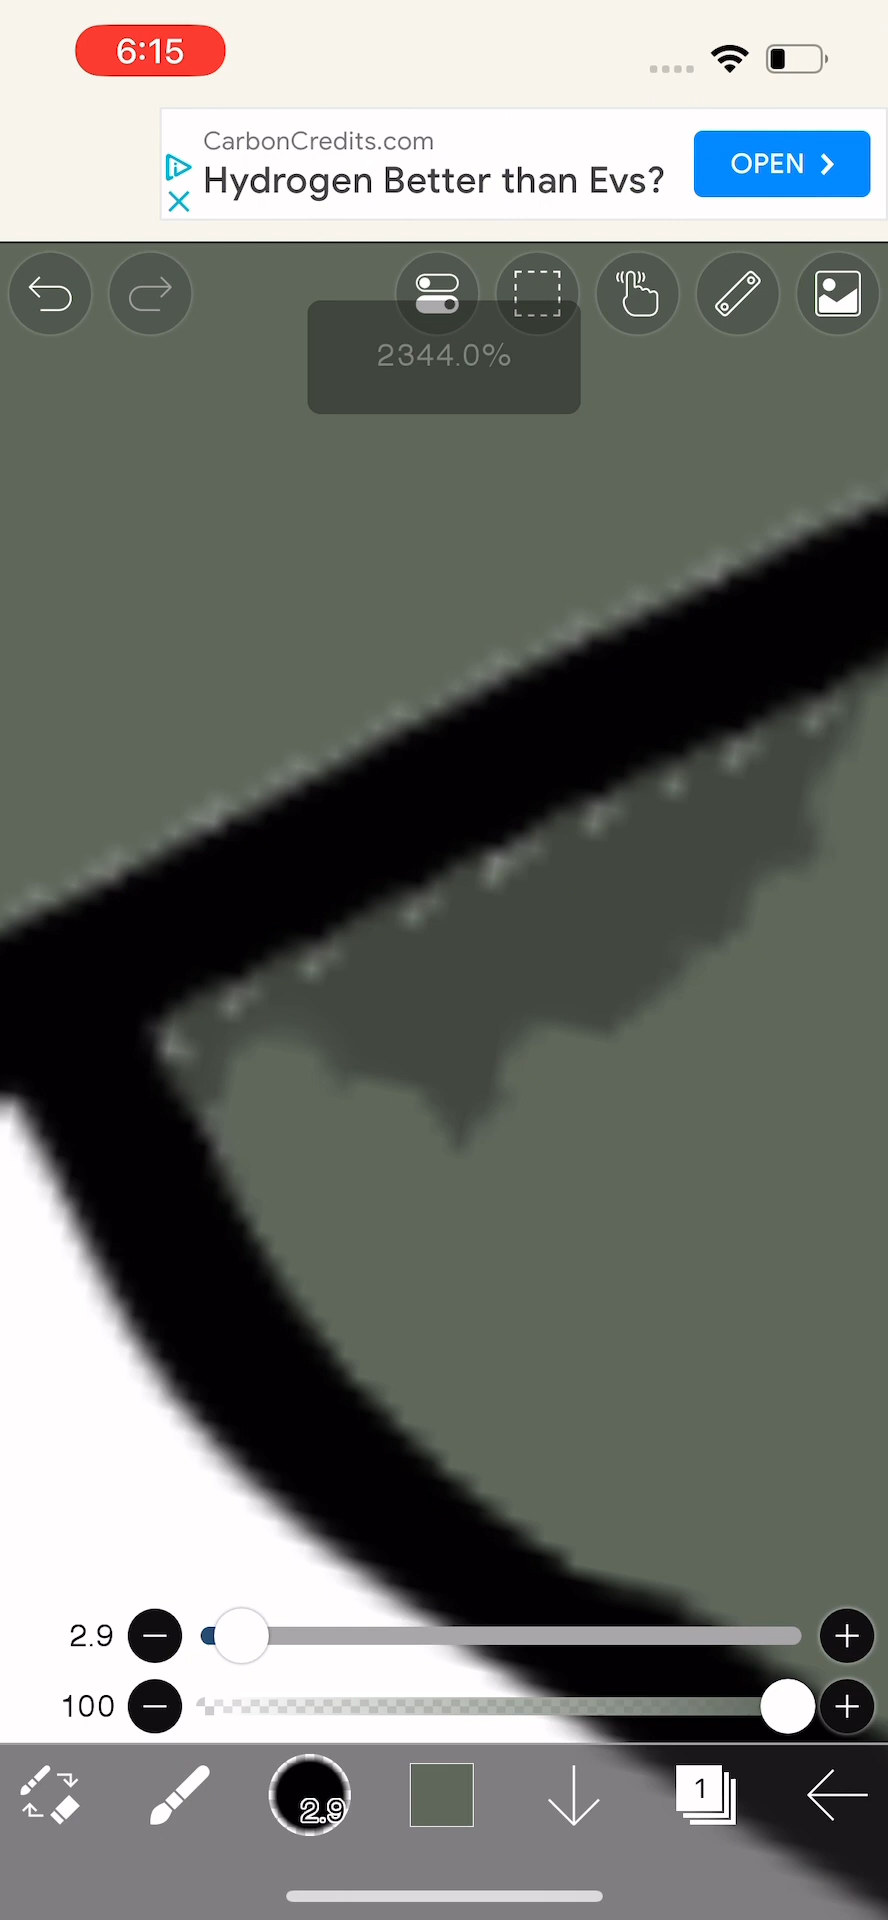 6:15
CarbonCredits.com
Hydrogen Better than Evs?
OPEN
2344.0%
2.9
100
2.9
1